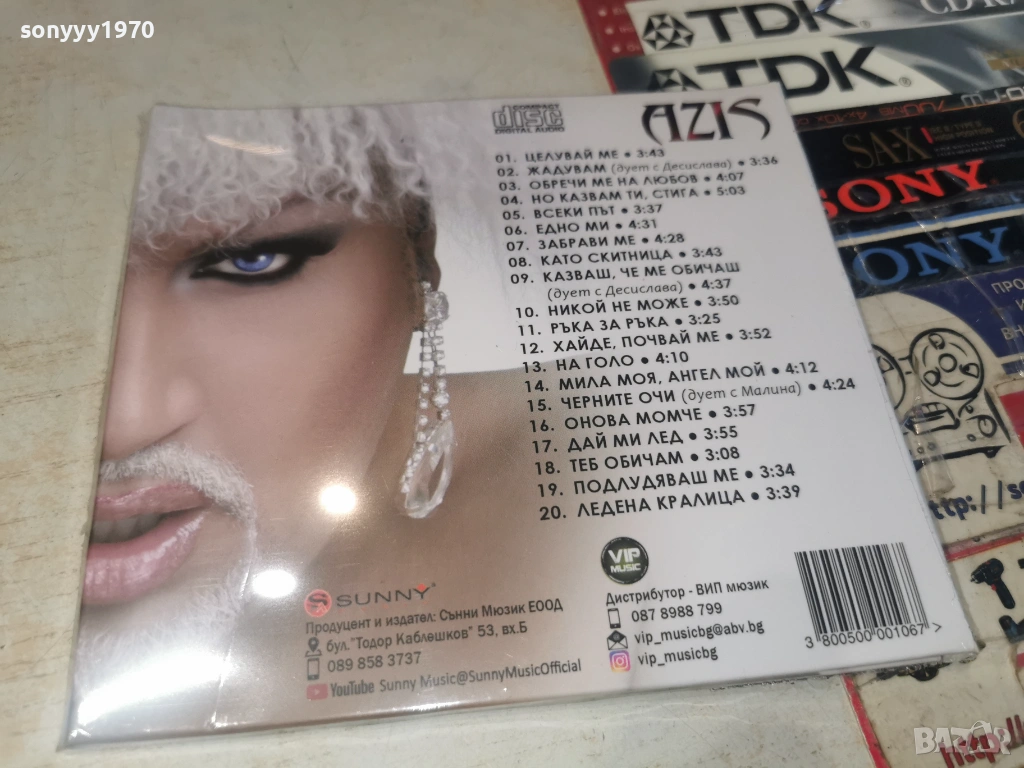 sonyyy1970
TDK
TDK
SA-X
SONY
SONY
COMPACT
disc
DIGITAL AUDIO
AZIS
01. ЦЕЛУВАЙ МЕ • 3:43
02. ЖАДУВАМ (дует с Десислава) • 3:36
03. ОБРЕЧИ МЕ НА ЛЮБОВ • 4:07
04. НО КАЗВАМ ТИ, СТИГА • 5:03
05. ВСЕКИ ПЪТ • 3:37
06. ЕДНО МИ • 4:31
07. ЗАБРАВИ МЕ • 4:28
08. КАТО СКИТНИЦА • 3:43
09. КАЗВАШ, ЧЕ МЕ ОБИЧАШ
(дует с Десислава) • 4:37
10. НИКОЙ НЕ МОЖЕ • 3:50
11. РЪКА ЗА РЪКА • 3:25
12. ХАЙДЕ, ПОЧВАЙ МЕ • 3:52
13. НА ГОЛО • 4:10
14. МИЛА МОЯ, АНГЕЛ МОЙ • 4:12
15. ЧЕРНИТЕ ОЧИ (дует с Малина) • 4:24
16. ОНОВА МОМЧЕ • 3:57
17. ДАЙ МИ ЛЕД • 3:55
18. ТЕБ ОБИЧАМ • 3:08
19. ПОДЛУДЯВАШ МЕ • 3:34
20. ЛЕДЕНА КРАЛИЦА • 3:39
SUNNY
Продуцент и издател: Сънни Мюзик ЕООД
бул."Тодор Каблешков" 53, вх.Б
089 858 3737
YouTube Sunny Music@SunnyMusicOfficial
VIP
MUSIC
Дистрибутор - ВИП мюзик
087 8988 799
vip_musicbg@abv.bg
vip_musicbg
3 800500 001067 >
BAZAR